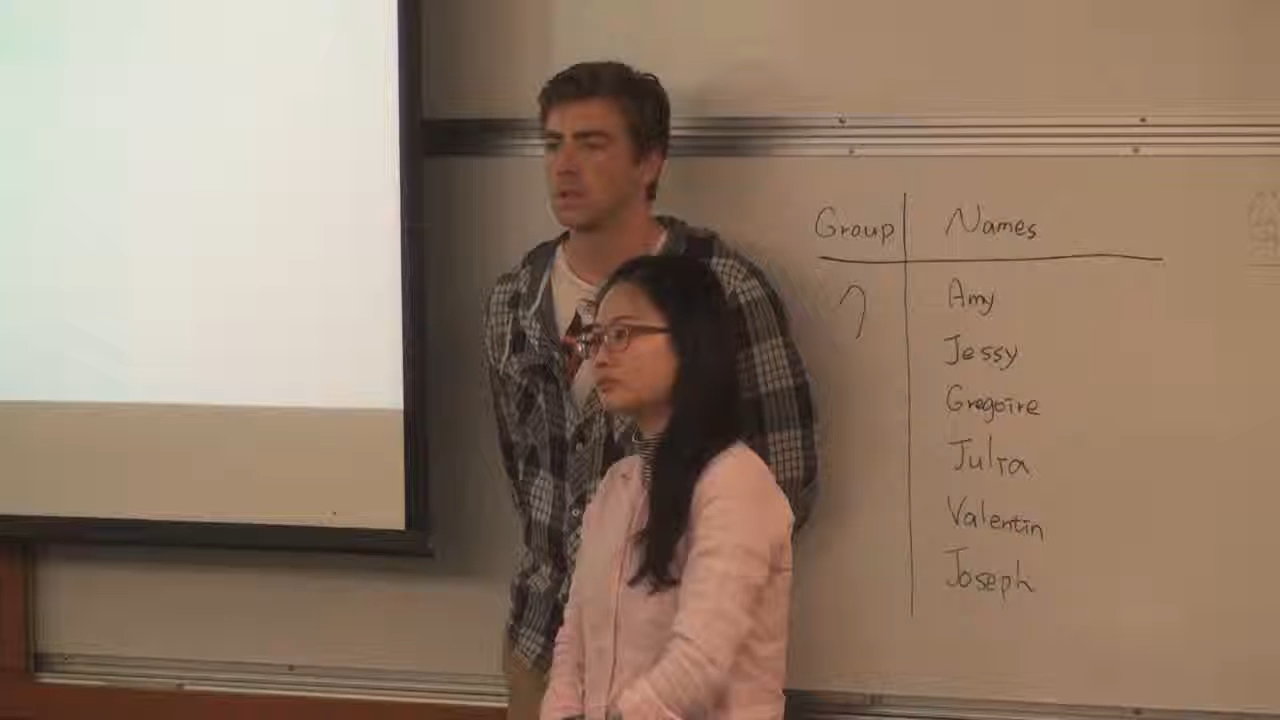 Group Names
7 Amy
Jessy
Gregoire
Julia
Valentin
Joseph